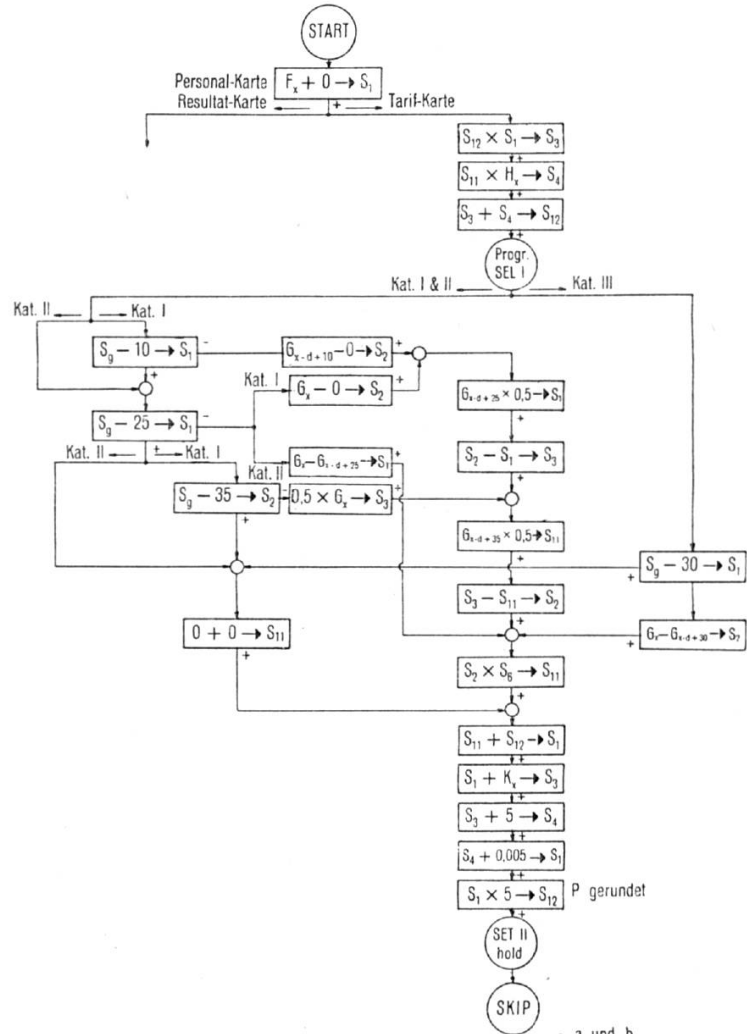 START
F_x + 0 → S_1
Personal-Karte
Resultat-Karte
+
Tarif-Karte
S_12 × S_1 → S_3
+
S_11 × H_x → S_4
+
S_3 + S_4 → S_12
+
Progr.
SEL I
Kat. I & II
Kat. III
Kat. II
Kat. I
S_g – 10 → S_1
-
G_x-d+10 – 0 → S_2
+
+
Kat. I
G_x – 0 → S_2
+
G_x-d+25 × 0,5 → S_1
+
S_g – 25 → S_1
-
Kat. II
+
Kat. I
G_x – G_x-d+25 → S_1
+
S_2 – S_1 → S_3
+
Kat. II
S_g – 35 → S_2
-
0,5 × G_x → S_3
+
+
G_x-d+35 × 0,5 → S_11
+
S_g – 30 → S_1
+
S_3 – S_11 → S_2
+
0 + 0 → S_11
+
G_x – G_x-d+30 → S_2
+
S_2 × S_6 → S_11
+
S_11 + S_12 → S_1
+
S_1 + K_x → S_3
+
S_3 + 5 → S_4
+
S_4 + 0,005 → S_1
+
S_1 × 5 → S_12
P gerundet
+
SET II
hold
SKIP
a und b